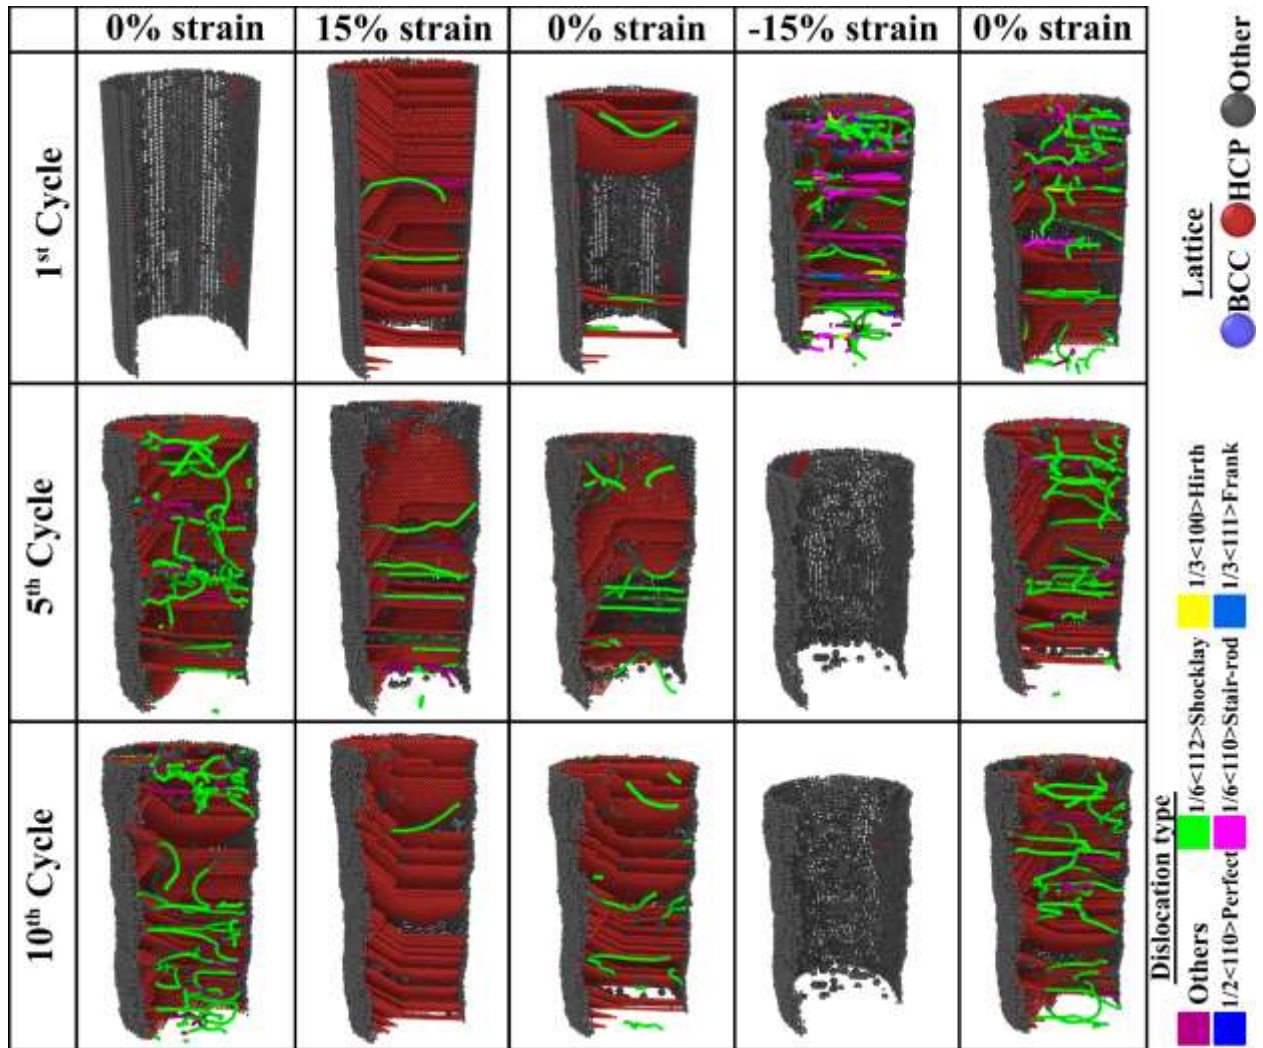 0% strain
15% strain
0% strain
-15% strain
0% strain
1st Cycle
5th Cycle
10th Cycle
Lattice
BCC HCP Other
Dislocation type
Others 1/6<112>Shocklay 1/3<100>Hirth
1/2<110>Perfect 1/6<110>Stair-rod 1/3<111>Frank